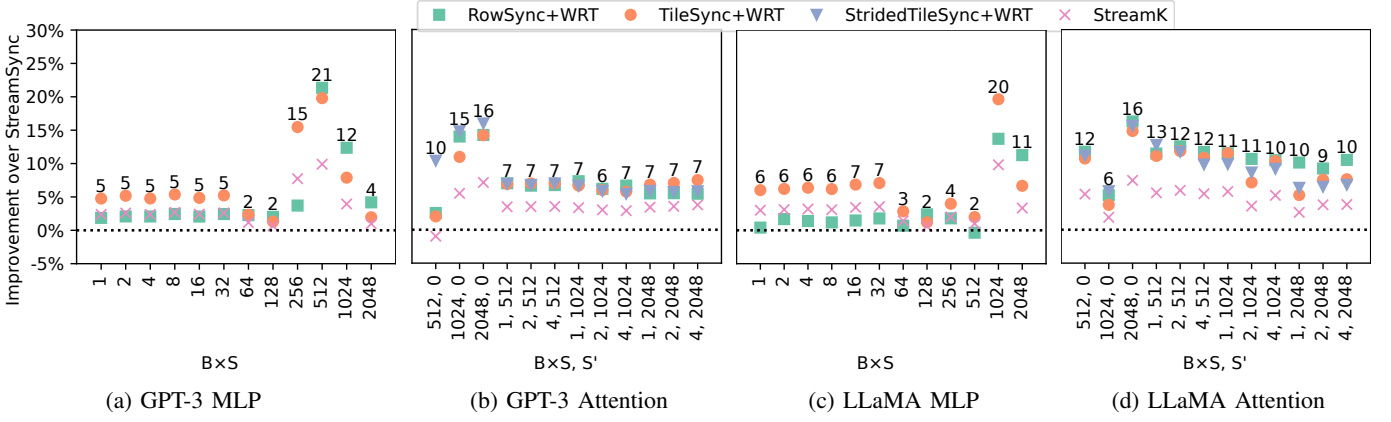 RowSync+WRT TileSync+WRT StridedTileSync+WRT StreamK
Improvement over StreamSync
30%
25%
20%
15%
10%
5%
0%
-5%
5 5 5 5 5 5 2 2 15 21 12 4
1 2 4 8 16 32 64 128 256 512 1024 2048
B×S
(a) GPT-3 MLP
10 15 16 7 7 7 7 6 7 7 7 7
512, 0 1024, 0 2048, 0 1, 512 2, 512 4, 512 1, 1024 2, 1024 4, 1024 1, 2048 2, 2048 4, 2048
B×S, S'
(b) GPT-3 Attention
6 6 6 6 7 7 3 2 4 2 20 11
1 2 4 8 16 32 64 128 256 512 1024 2048
B×S
(c) LLaMA MLP
12 6 16 13 12 12 11 11 10 10 9 10
512, 0 1024, 0 2048, 0 1, 512 2, 512 4, 512 1, 1024 2, 1024 4, 1024 1, 2048 2, 2048 4, 2048
B×S, S'
(d) LLaMA Attention